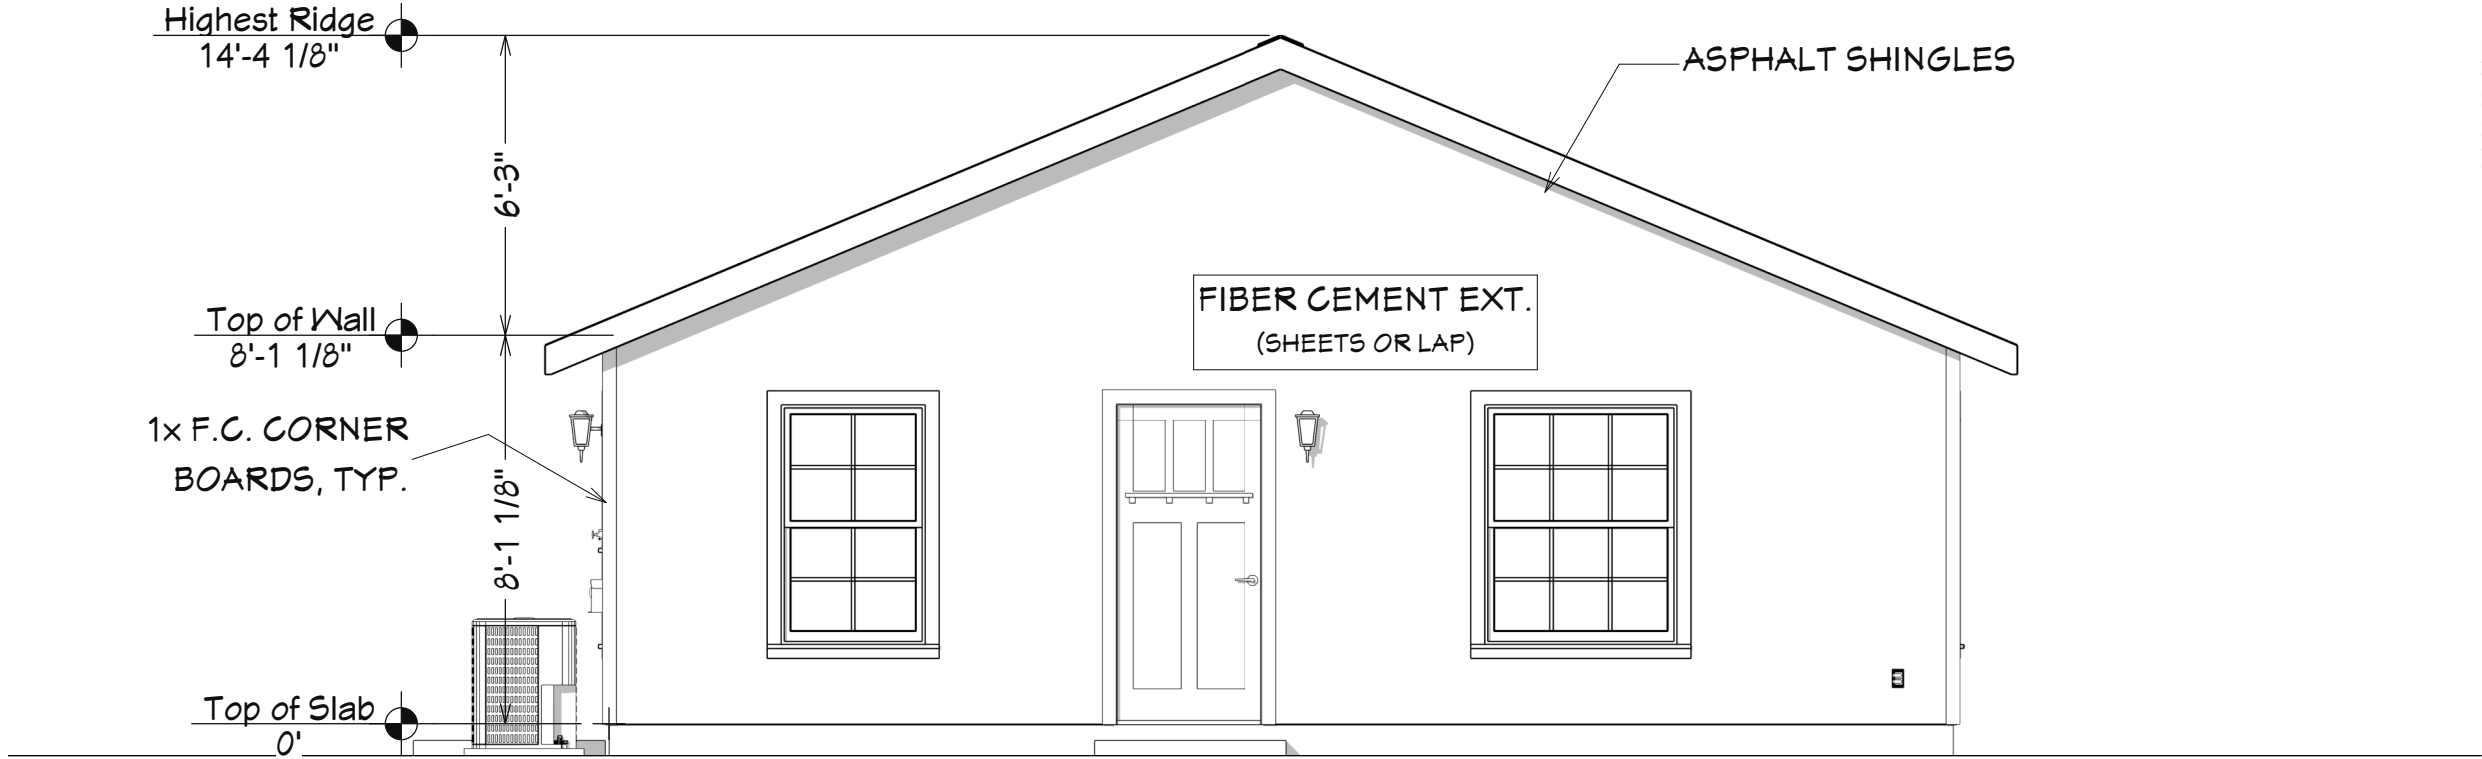 Highest Ridge
14'-4 1/8"
ASPHALT SHINGLES
6'-3"
FIBER CEMENT EXT.
(SHEETS OR LAP)
Top of Wall
8'-1 1/8"
1x F.C. CORNER
BOARDS, TYP.
8'-1 1/8"
Top of Slab
0'